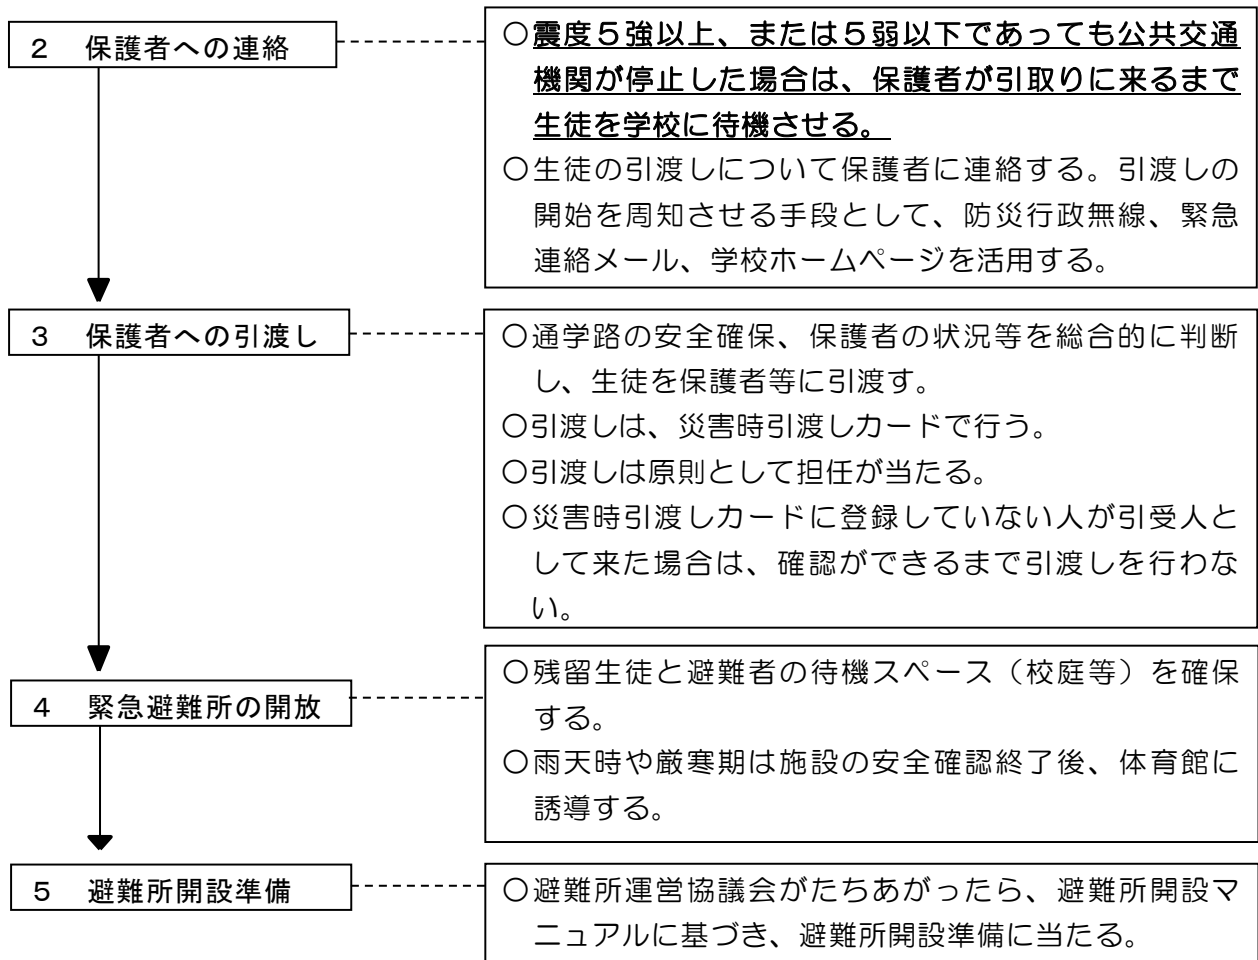 2　保護者への連絡
○震度５強以上、または５弱以下であっても公共交通
機関が停止した場合は、保護者が引取りに来るまで
生徒を学校に待機させる。
○生徒の引渡しについて保護者に連絡する。引渡しの
開始を周知させる手段として、防災行政無線、緊急
連絡メール、学校ホームページを活用する。
3　保護者への引渡し
○通学路の安全確保、保護者の状況等を総合的に判断
し、生徒を保護者等に引渡す。
○引渡しは、災害時引渡しカードで行う。
○引渡しは原則として担任が当たる。
○災害時引渡しカードに登録していない人が引受人と
して来た場合は、確認ができるまで引渡しを行わな
い。
4　緊急避難所の開放
○残留生徒と避難者の待機スペース（校庭等）を確保
する。
○雨天時や厳寒期は施設の安全確認終了後、体育館に
誘導する。
5　避難所開設準備
○避難所運営協議会がたちあがったら、避難所開設マ
ニュアルに基づき、避難所開設準備に当たる。